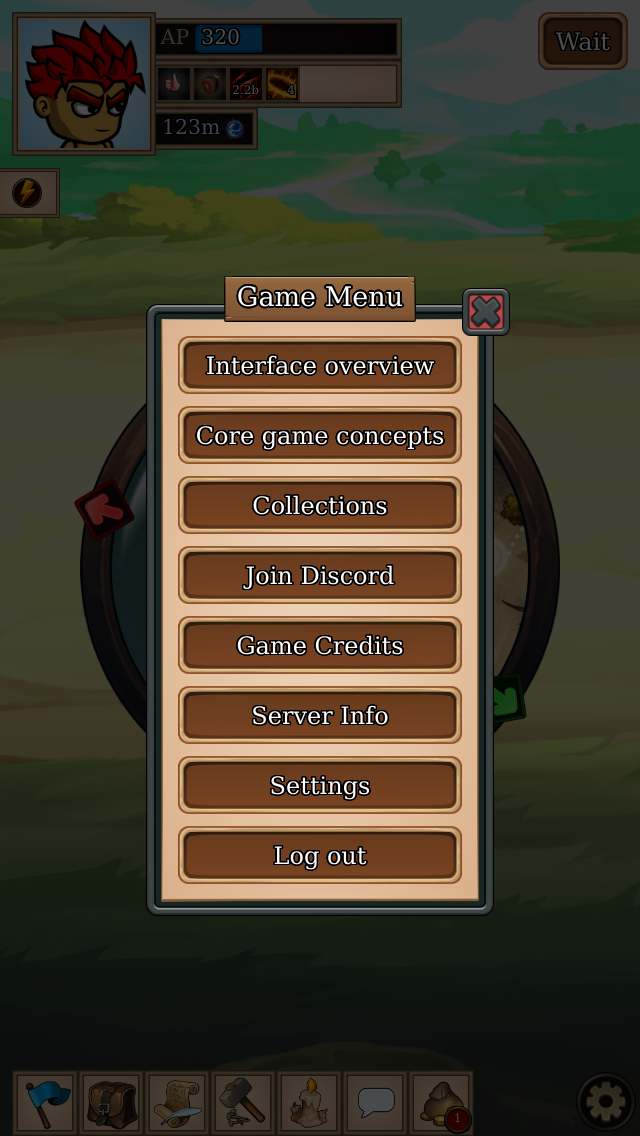 AP 320
Wait
2.2b
4
123m
Game Menu
Interface overview
Core game concepts
Collections
Join Discord
Game Credits
Server Info
Settings
Log out
1